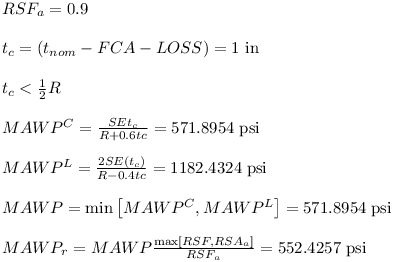 RSF_a = 0.9
t_c = (t_nom − FCA − LOSS) = 1 in
t_c < 1/2 R
MAWP^C = SEt_c / R+0.6tc = 571.8954 psi
MAWP^L = 2SE(t_c) / R−0.4tc = 1182.4324 psi
MAWP = min [MAWP^C, MAWP^L] = 571.8954 psi
MAWP_r = MAWP max[RSF,RSA_a] / RSF_a = 552.4257 psi